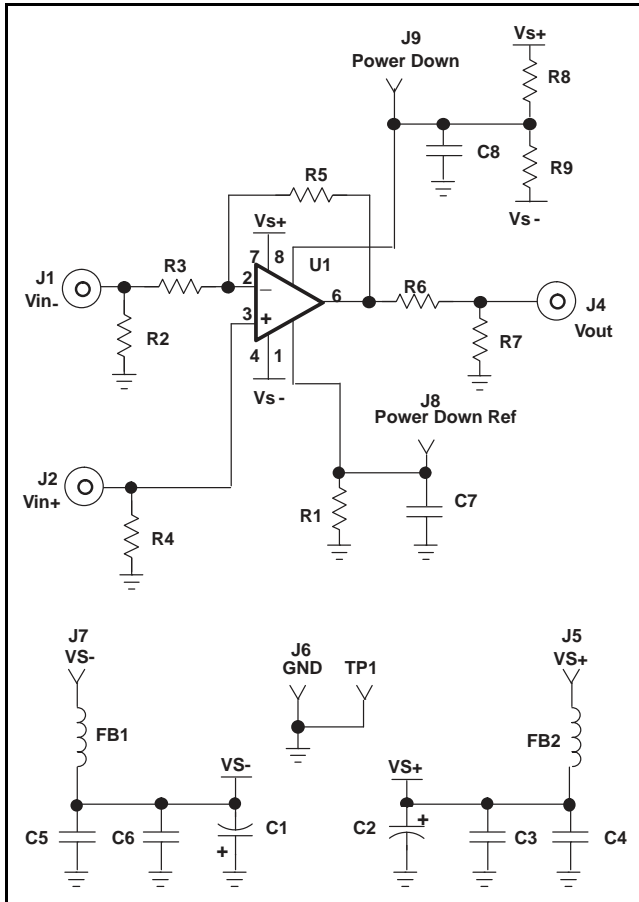 J9
Power Down
Vs+
R8
C8
R9
Vs-
R5
Vs+
7 8
U1
J1
Vin-
R3
2
−
6
R6
J4
Vout
3
+
R2
R7
4 1
Vs-
J8
Power Down Ref
J2
Vin+
R4
R1
C7
J7
VS-
J6
GND
TP1
J5
VS+
FB1
FB2
VS-
VS+
C5
C6
C1
+
C2
+
C3
C4